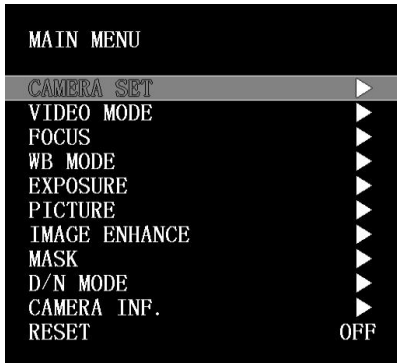 MAIN MENU
CAMERA SET
VIDEO MODE
FOCUS
WB MODE
EXPOSURE
PICTURE
IMAGE ENHANCE
MASK
D/N MODE
CAMERA INF.
RESET OFF